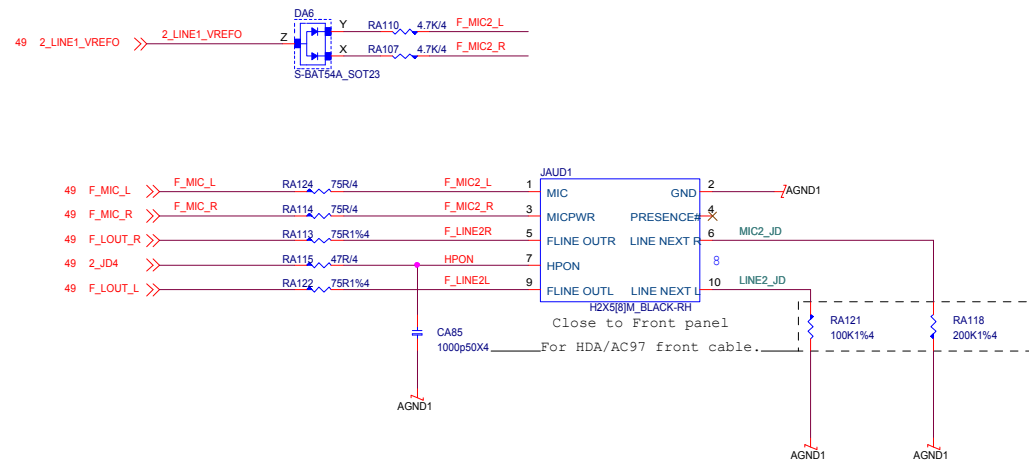 DA6
49 2_LINE1_VREFO 2_LINE1_VREFO Z Y RA110 4.7K/4 F_MIC2_L
X RA107 4.7K/4 F_MIC2_R
S-BAT54A_SOT23
JAUD1
49 F_MIC_L F_MIC_L RA124 75R/4 F_MIC2_L 1 MIC GND 2 AGND1
49 F_MIC_R F_MIC_R RA114 75R/4 F_MIC2_R 3 MICPWR PRESENCE# 4
49 F_LOUT_R RA113 75R1%4 F_LINE2R 5 FLINE OUTR LINE NEXT R 6 MIC2_JD
49 2_JD4 RA115 47R/4 HPON 7 HPON 8
49 F_LOUT_L RA122 75R1%4 F_LINE2L 9 FLINE OUTL LINE NEXT L 10 LINE2_JD
H2X5[8]M_BLACK-RH
Close to Front panel
For HDA/AC97 front cable.
CA85
1000p50X4
RA121
100K1%4
RA118
200K1%4
AGND1
AGND1
AGND1